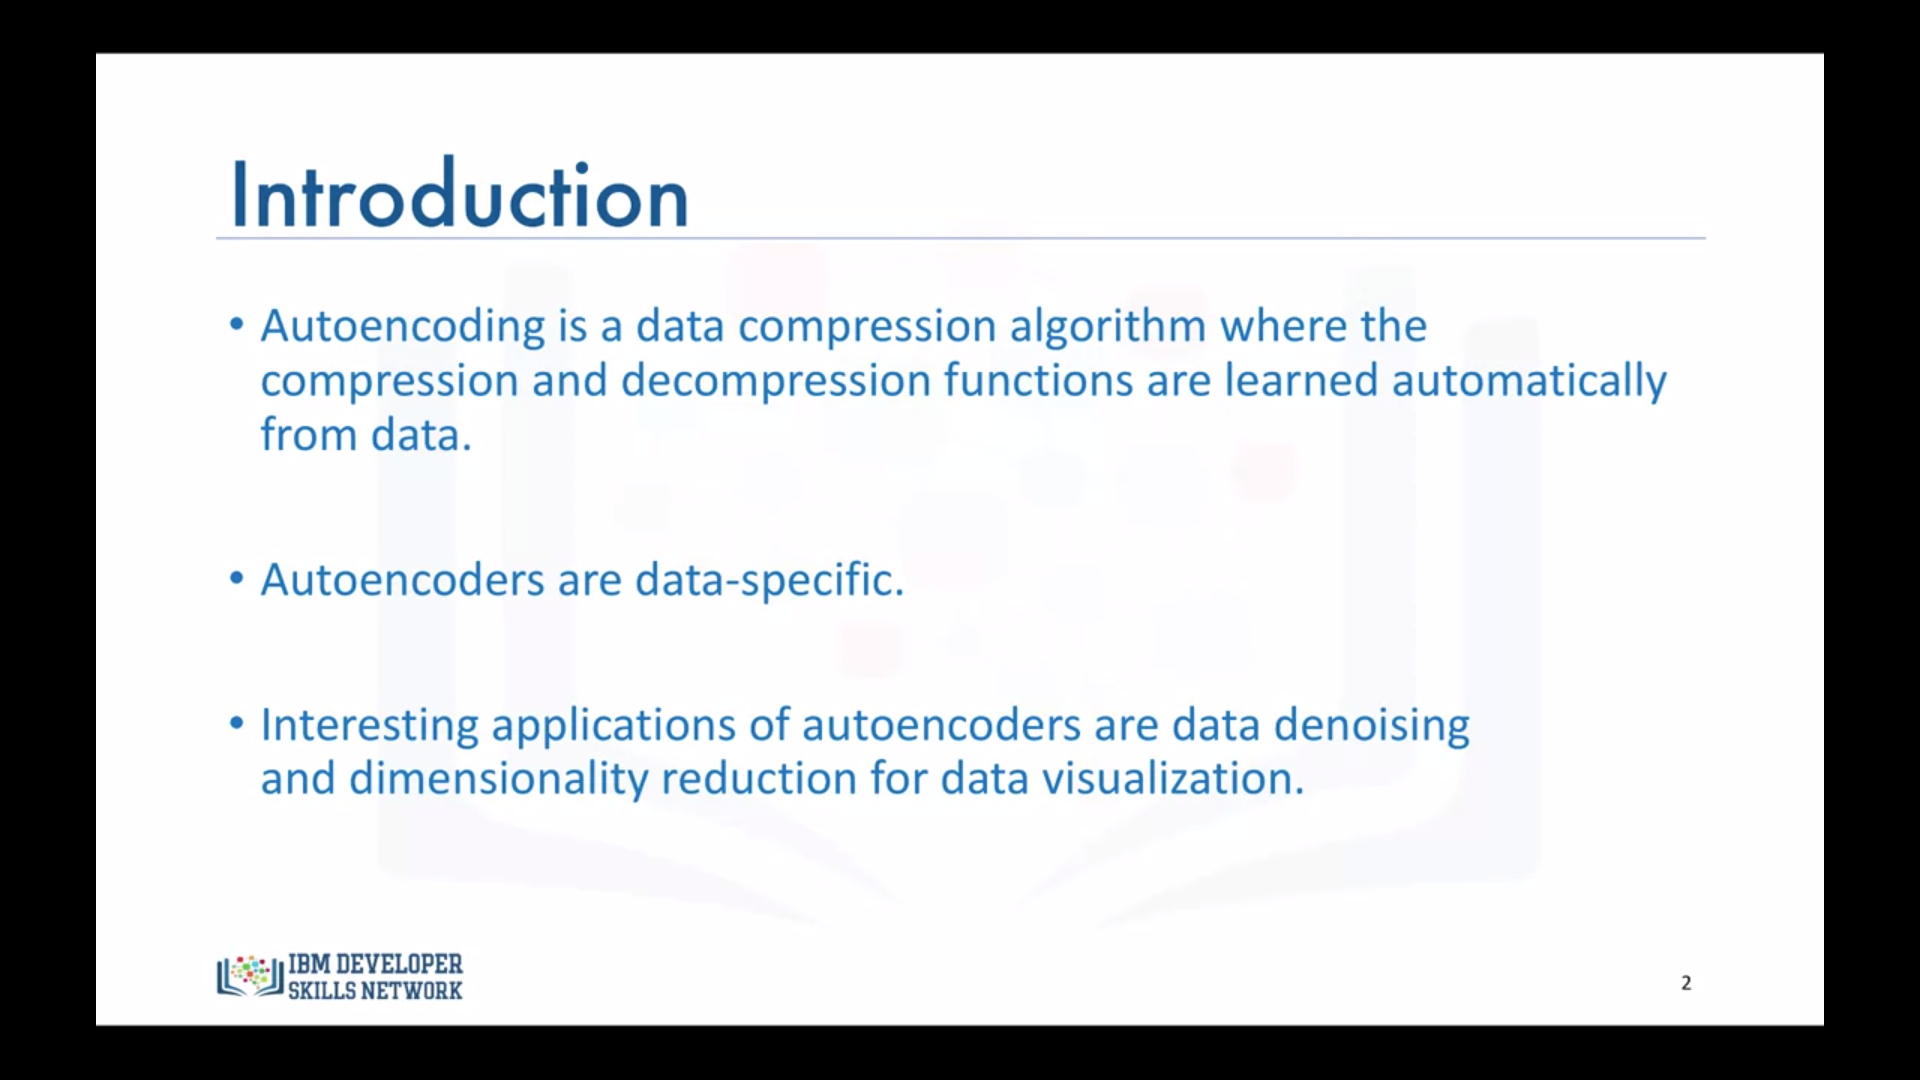 Introduction
• Autoencoding is a data compression algorithm where the
compression and decompression functions are learned automatically
from data.
• Autoencoders are data-specific.
• Interesting applications of autoencoders are data denoising
and dimensionality reduction for data visualization.
IBM DEVELOPER
SKILLS NETWORK
2